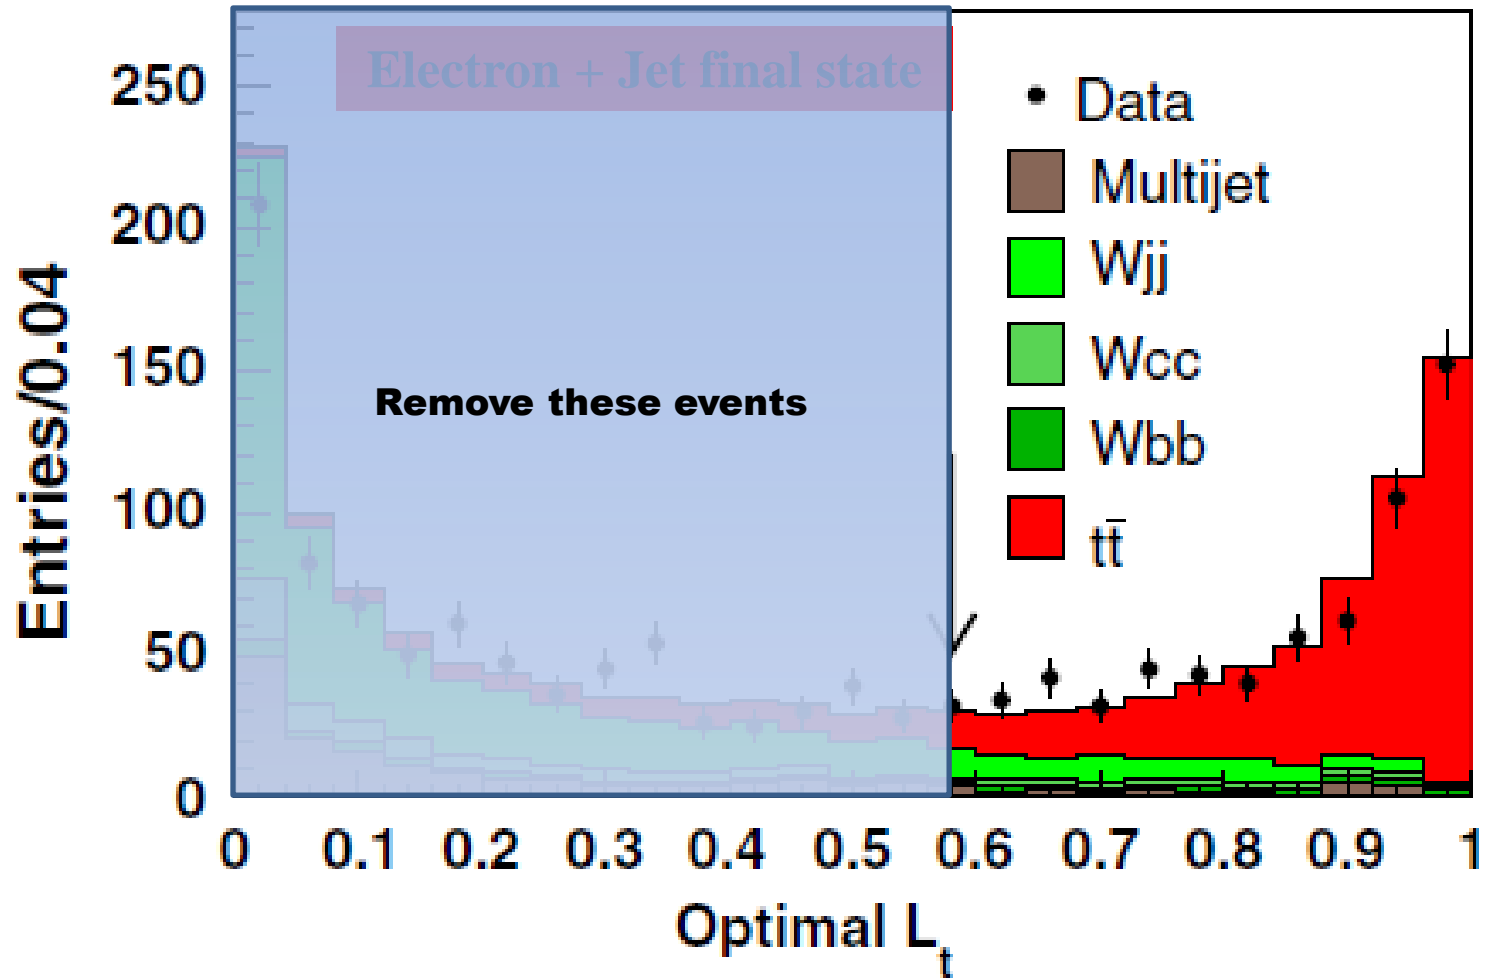 Electron + Jet final state
250
200
150
100
50
0
Entries/0.04
Remove these events
Data
Multijet
Wjj
Wcc
Wbb
tt̅
0 0.1 0.2 0.3 0.4 0.5 0.6 0.7 0.8 0.9 1
Optimal Lt